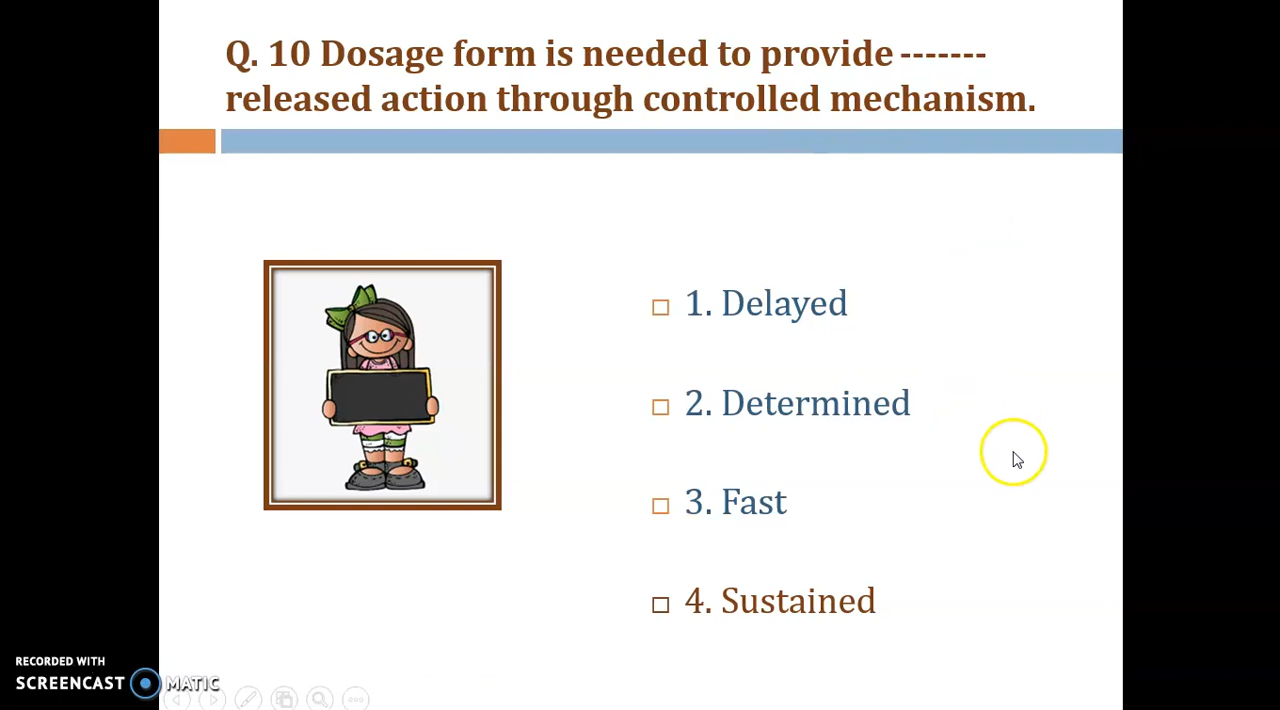 Q. 10 Dosage form is needed to provide -------
released action through controlled mechanism.
1. Delayed
2. Determined
3. Fast
4. Sustained
RECORDED WITH
SCREENCAST MATIC